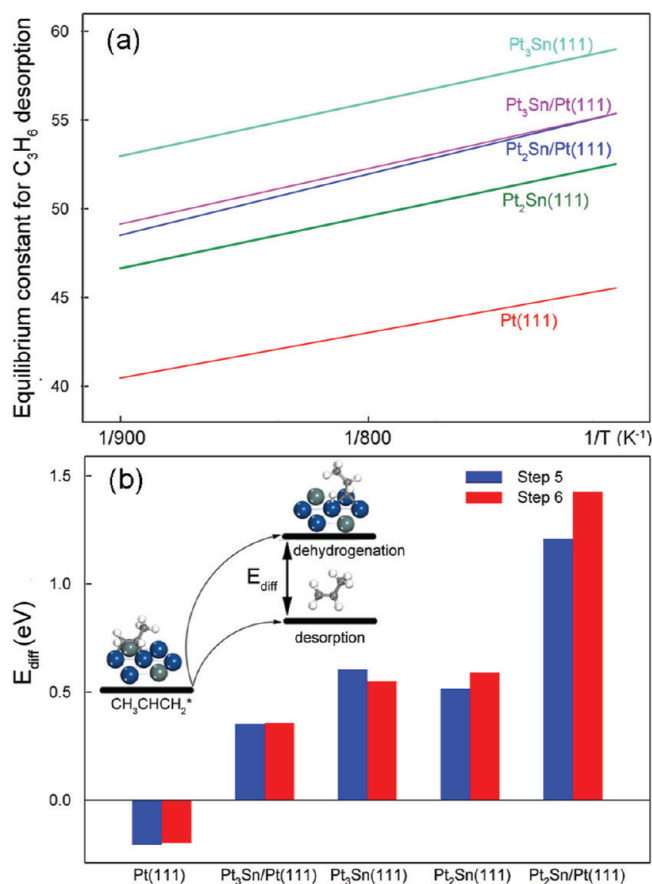 (a)
Equilibrium constant for C₃H₆ desorption
60
55
50
45
40
Pt₃Sn(111)
Pt₃Sn/Pt(111)
Pt₂Sn/Pt(111)
Pt₂Sn(111)
Pt(111)
1/900
1/800
1/T (K⁻¹)
(b)
E_diff (eV)
1.5
1.0
0.5
0.0
Step 5
Step 6
dehydrogenation
E_diff
desorption
CH₃CHCH₂*
Pt(111)
Pt₃Sn/Pt(111)
Pt₃Sn(111)
Pt₂Sn(111)
Pt₂Sn/Pt(111)